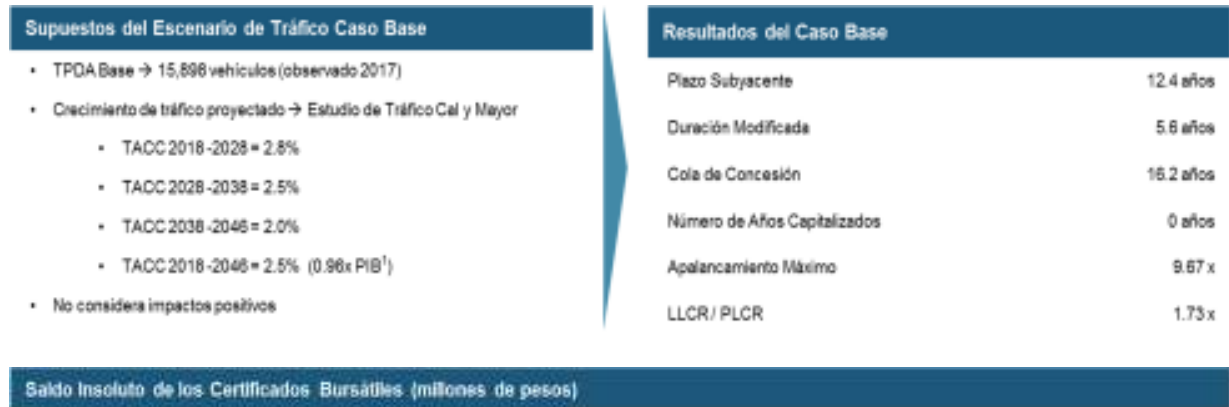 Supuestos del Escenario de Tráfico Caso Base
• TPDA Base → 15,898 vehículos (observado 2017)
• Crecimiento de tráfico proyectado → Estudio de Tráfico Cal y Mayor
• TACC 2018-2028 = 2.8%
• TACC 2028-2038 = 2.5%
• TACC 2038-2046 = 2.0%
• TACC 2018-2046 = 2.5% (0.96x PIB¹)
• No considera impactos positivos
Resultados del Caso Base
Plazo Subyacente 12.4 años
Duración Modificada 5.6 años
Cola de Concesión 16.2 años
Número de Años Capitalizados 0 años
Apalancamiento Máximo 9.67 x
LLCR / PLCR 1.73 x
Saldo Insoluto de los Certificados Bursátiles (millones de pesos)